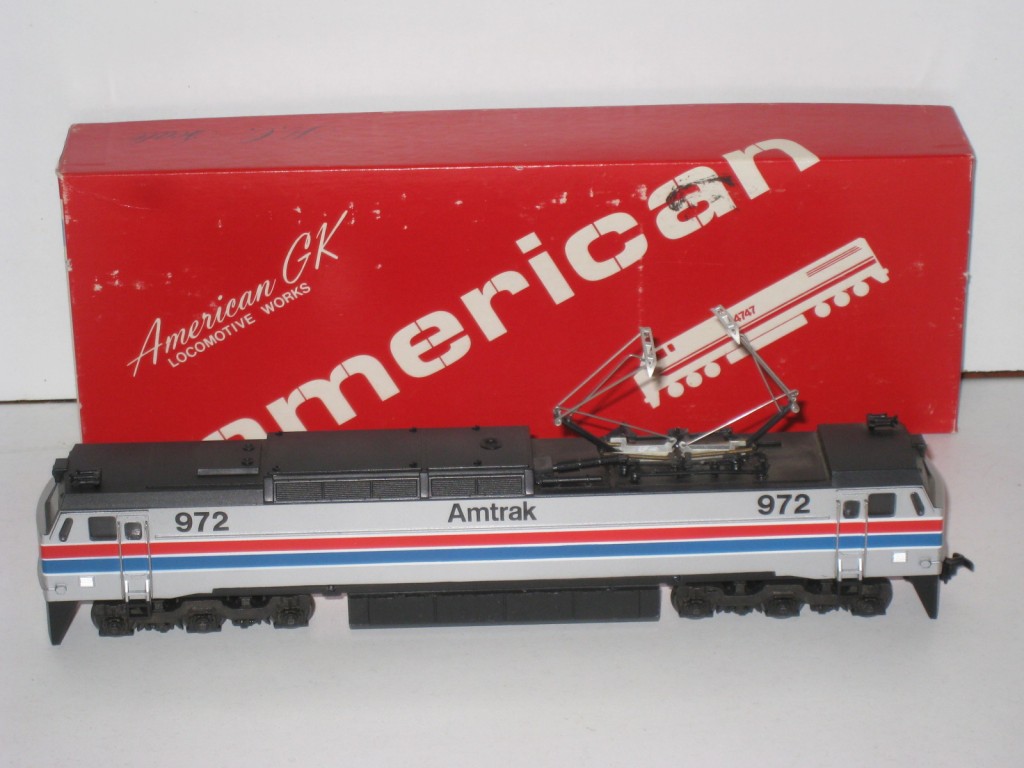 American GK
LOCOMOTIVE WORKS
american
4747
972
Amtrak
972